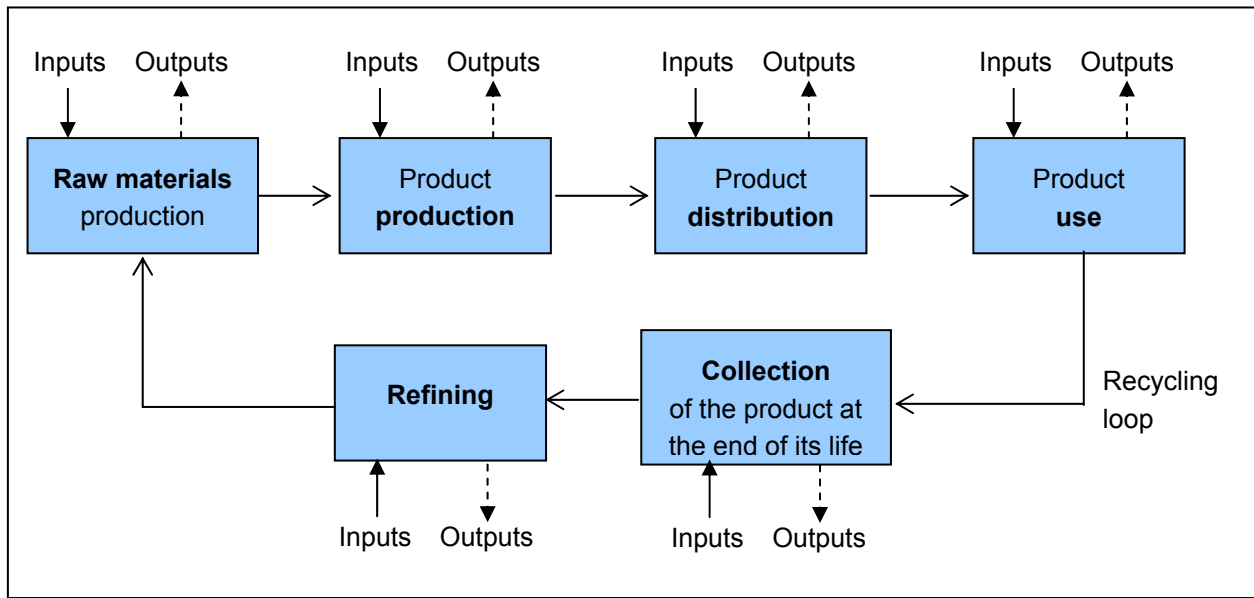 Inputs Outputs Inputs Outputs Inputs Outputs Inputs Outputs
Raw materials
production
Product
production
Product
distribution
Product
use
Refining
Collection
of the product at
the end of its life
Recycling
loop
Inputs Outputs Inputs Outputs